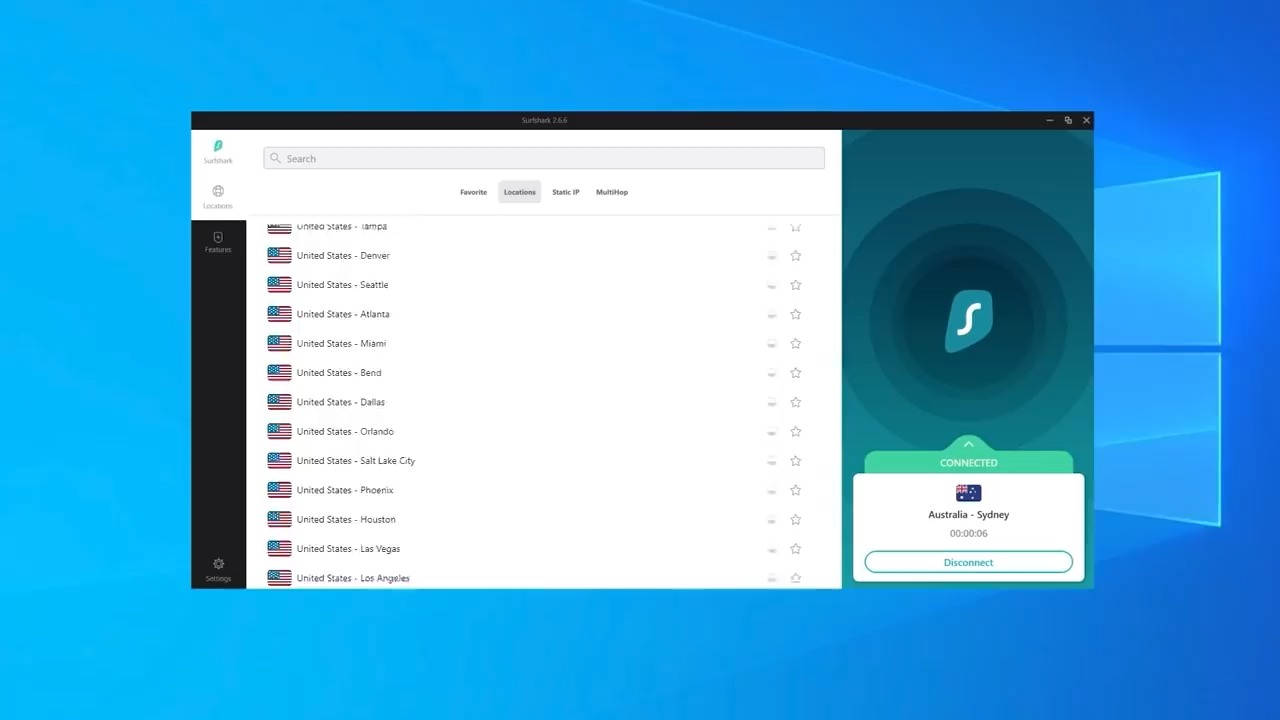 Surfshark 2.6.6
Surfshark
Locations
Features
Settings
Search
Favorite Locations Static IP MultiHop
United States - Tampa
United States - Denver
United States - Seattle
United States - Atlanta
United States - Miami
United States - Bend
United States - Dallas
United States - Orlando
United States - Salt Lake City
United States - Phoenix
United States - Houston
United States - Las Vegas
United States - Los Angeles
CONNECTED
Australia - Sydney
00:00:06
Disconnect